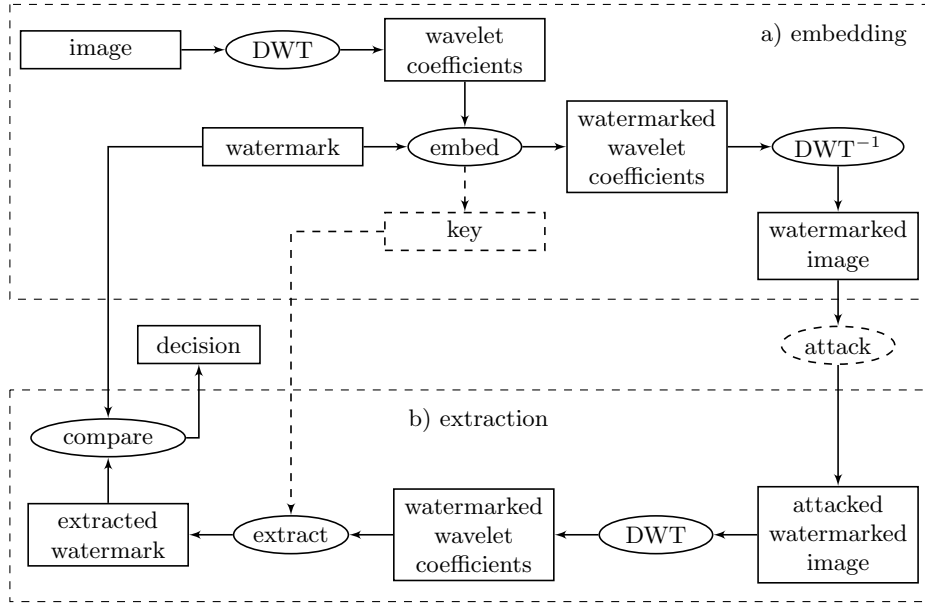 a) embedding
image
DWT
wavelet
coefficients
watermark
embed
watermarked
wavelet
coefficients
DWT⁻¹
key
watermarked
image
decision
attack
b) extraction
compare
extracted
watermark
extract
watermarked
wavelet
coefficients
DWT
attacked
watermarked
image